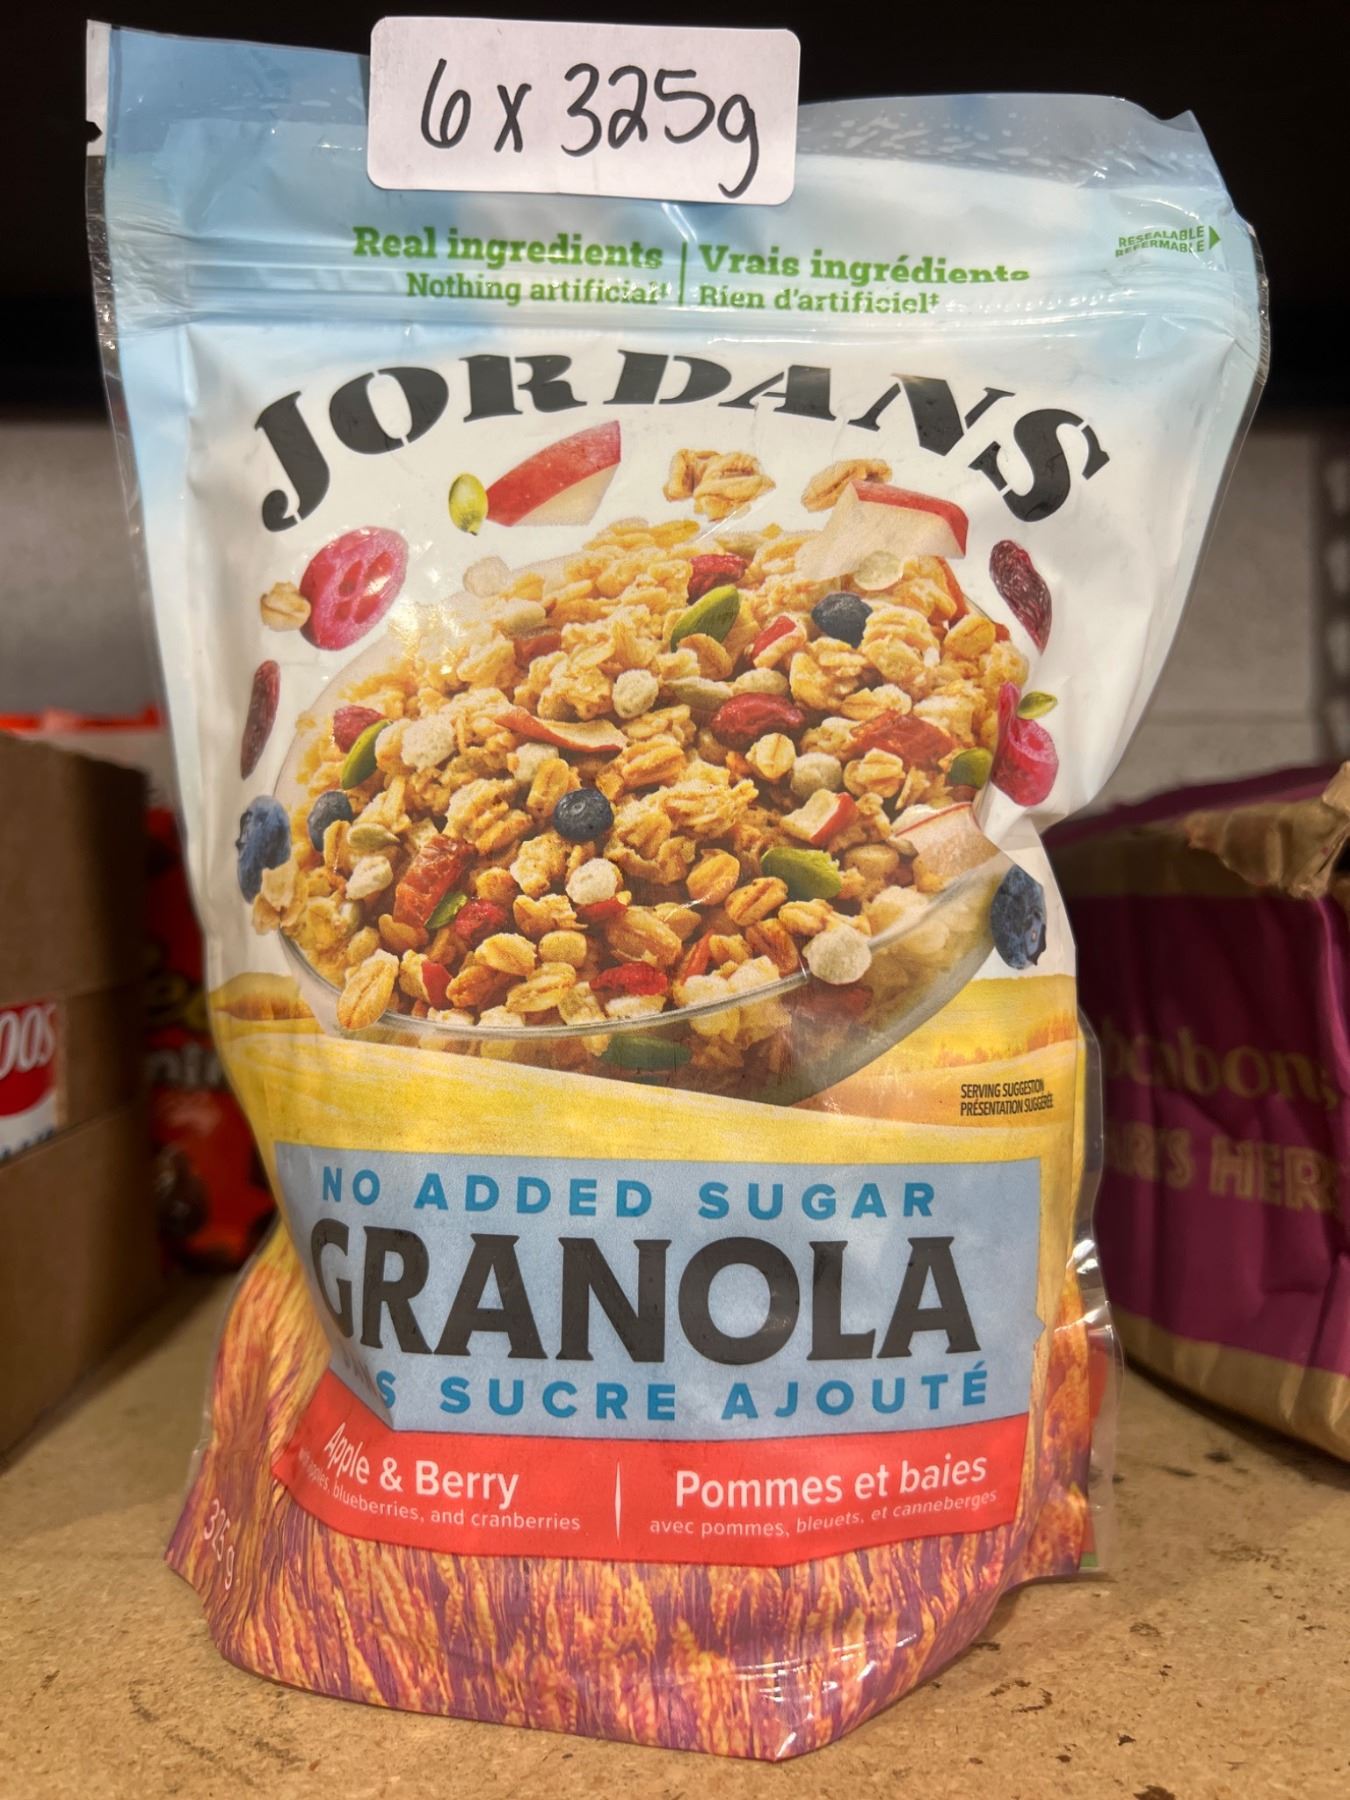 6 x 325g
Real ingredients | Vrais ingrédients
Nothing artificial‡ | Rien d'artificiel‡
RESEALABLE
REFERMABLE
JORDANS
SERVING SUGGESTION
PRÉSENTATION SUGGÉRÉE
NO ADDED SUGAR
GRANOLA
SUCRE AJOUTÉ
Apple & Berry
blueberries, and cranberries
Pommes et baies
avec pommes, bleuets, et canneberges
325 g